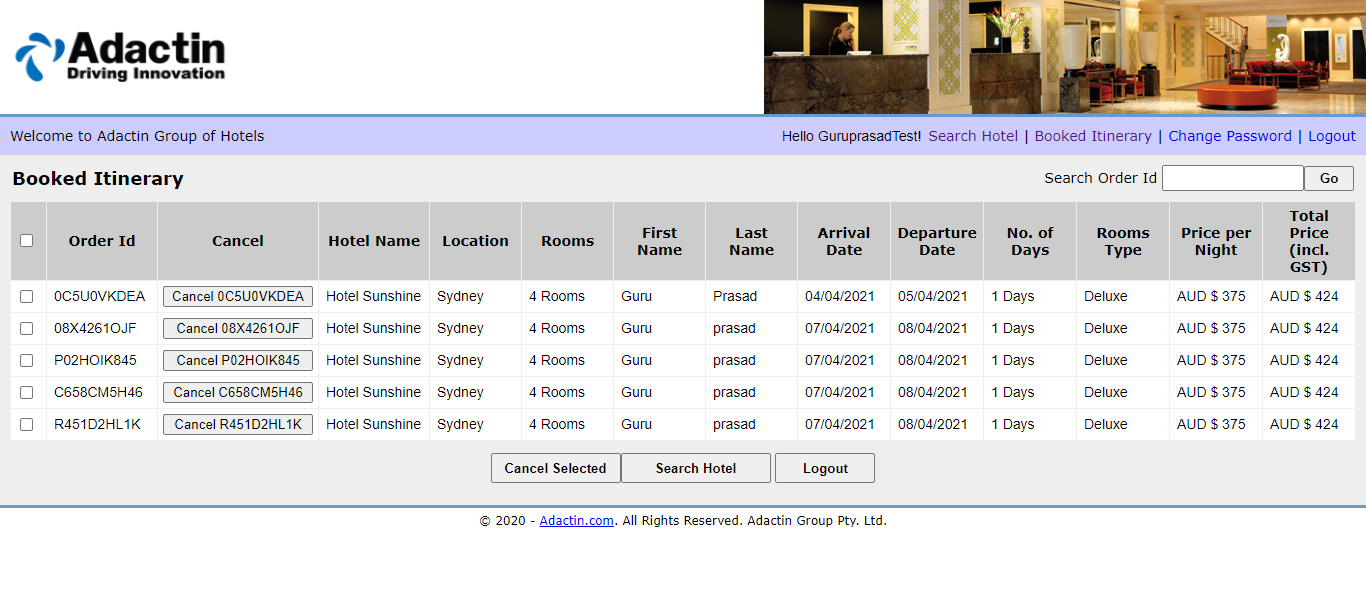 Adactin
Driving Innovation
Welcome to Adactin Group of Hotels
Hello GuruprasadTest! Search Hotel | Booked Itinerary | Change Password | Logout
Booked Itinerary
Search Order Id Go
Order Id Cancel Hotel Name Location Rooms First Name Last Name Arrival Date Departure Date No. of Days Rooms Type Price per Night Total Price (incl. GST)
0C5U0VKDEA Cancel 0C5U0VKDEA Hotel Sunshine Sydney 4 Rooms Guru Prasad 04/04/2021 05/04/2021 1 Days Deluxe AUD $ 375 AUD $ 424
08X4261OJF Cancel 08X4261OJF Hotel Sunshine Sydney 4 Rooms Guru prasad 07/04/2021 08/04/2021 1 Days Deluxe AUD $ 375 AUD $ 424
P02HOIK845 Cancel P02HOIK845 Hotel Sunshine Sydney 4 Rooms Guru prasad 07/04/2021 08/04/2021 1 Days Deluxe AUD $ 375 AUD $ 424
C658CM5H46 Cancel C658CM5H46 Hotel Sunshine Sydney 4 Rooms Guru prasad 07/04/2021 08/04/2021 1 Days Deluxe AUD $ 375 AUD $ 424
R451D2HL1K Cancel R451D2HL1K Hotel Sunshine Sydney 4 Rooms Guru prasad 07/04/2021 08/04/2021 1 Days Deluxe AUD $ 375 AUD $ 424
Cancel Selected Search Hotel Logout
© 2020 - Adactin.com. All Rights Reserved. Adactin Group Pty. Ltd.